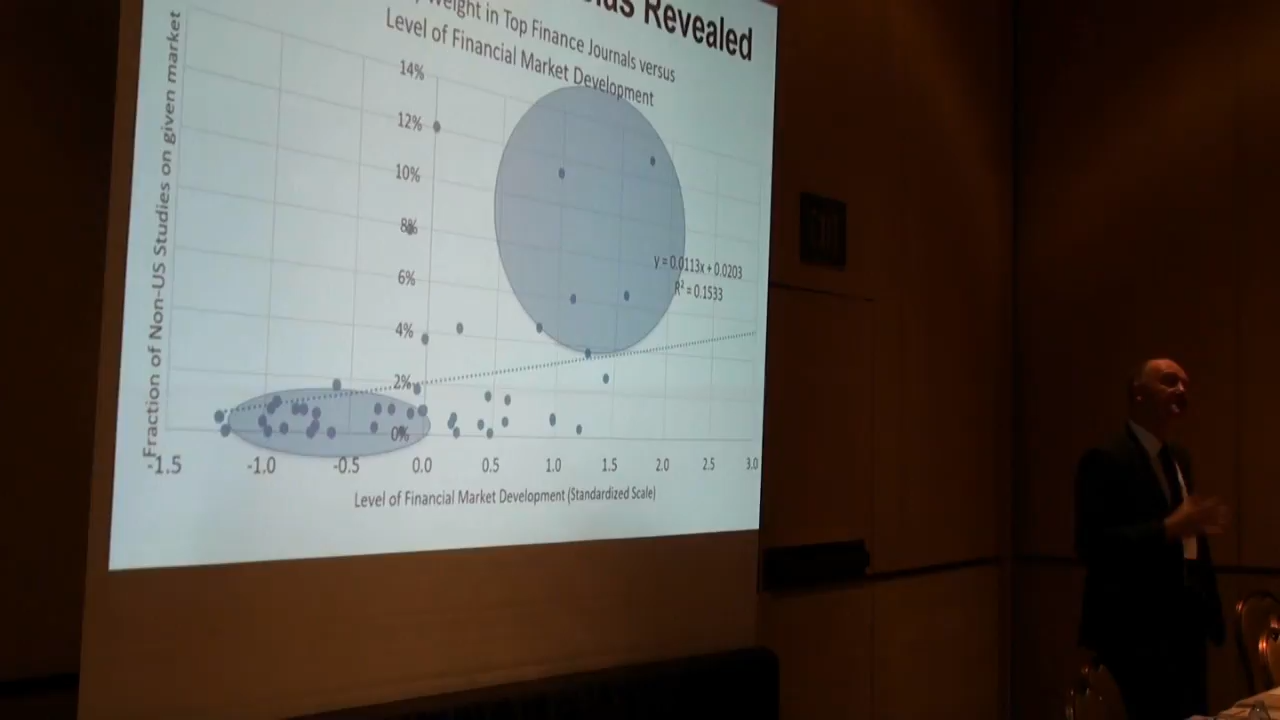 Revealed
Weight in Top Finance Journals versus
Level of Financial Market Development
Fraction of Non-US Studies on given market
14%
12%
10%
8%
6%
4%
2%
0%
y = 0.0113x + 0.0203
R² = 0.1533
-1.5 -1.0 -0.5 0.0 0.5 1.0 1.5 2.0 2.5 3.0
Level of Financial Market Development (Standardized Scale)